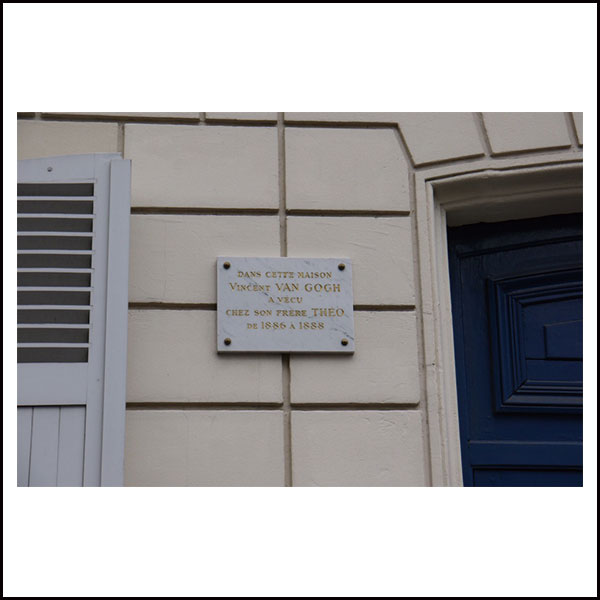 DANS CETTE MAISON
VINCENT VAN GOGH
A VÉCU
CHEZ SON FRÈRE THÉO
DE 1886 A 1888